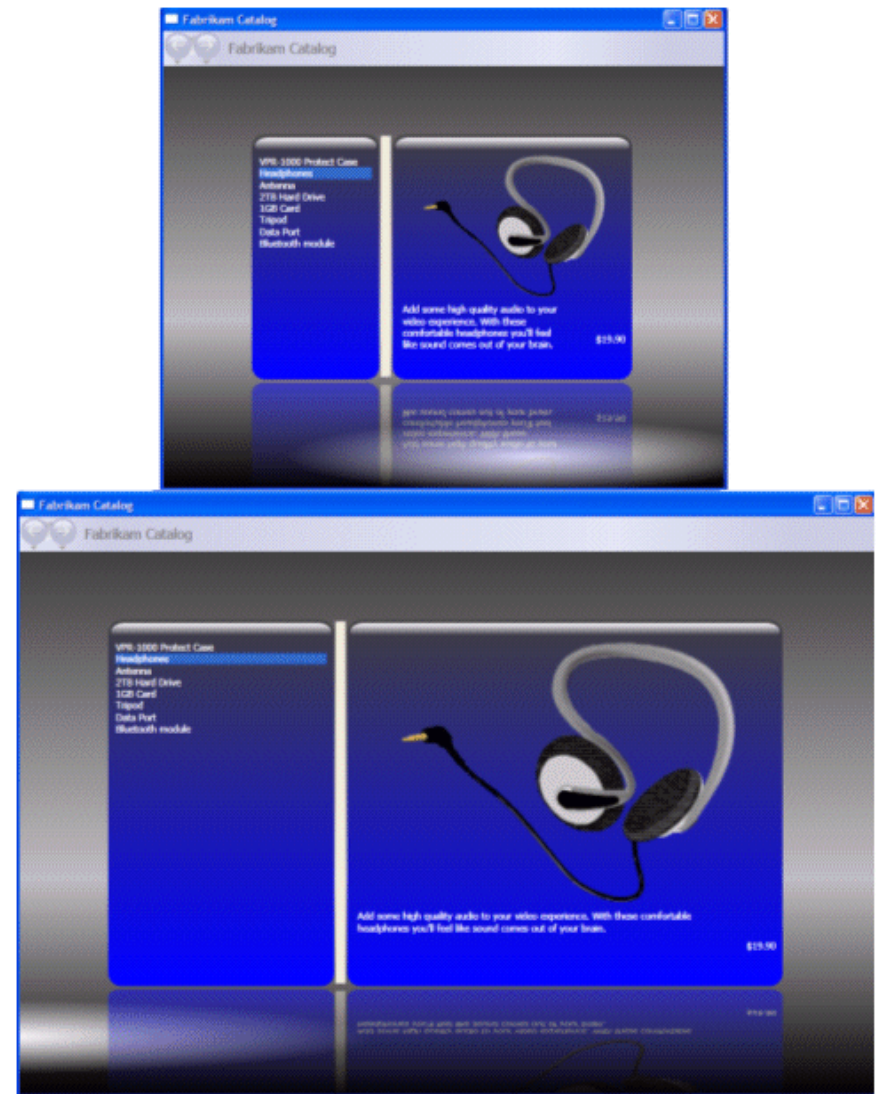 Fabrikam Catalog
Fabrikam Catalog
VPR-1000 Protect Case
Headphones
Antenna
2TB Hard Drive
1GB Card
Tripod
Data Port
Bluetooth module
Add some high quality audio to your
video experience. With these
comfortable headphones you'll feel
like sound comes out of your brain.
$19.90
Fabrikam Catalog
Fabrikam Catalog
VPR-1000 Protect Case
Headphones
Antenna
2TB Hard Drive
1GB Card
Tripod
Data Port
Bluetooth module
Add some high quality audio to your video experience. With these comfortable
headphones you'll feel like sound comes out of your brain.
$19.90